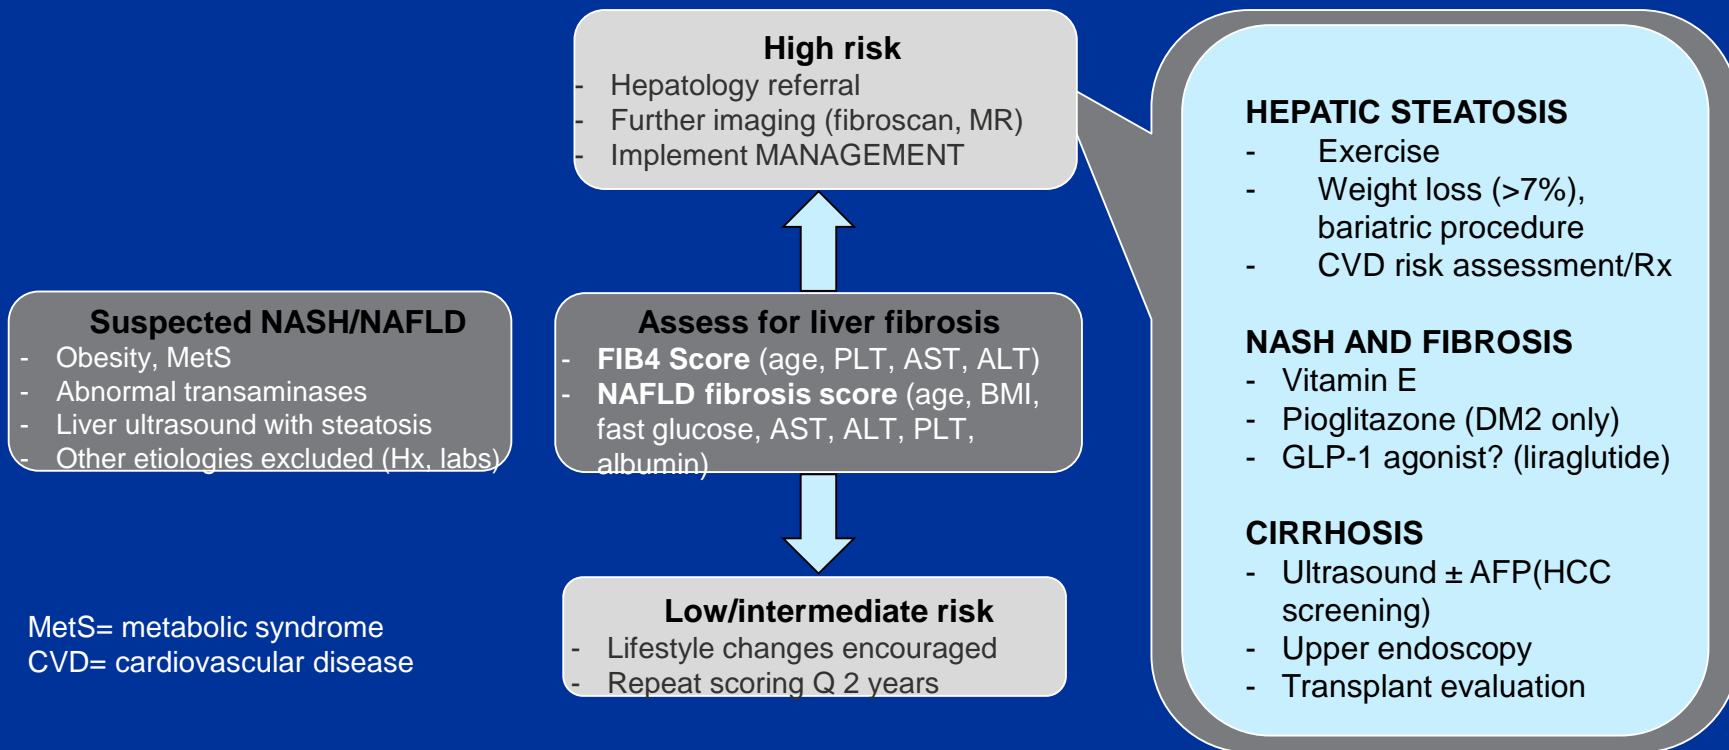 High risk
- Hepatology referral
- Further imaging (fibroscan, MR)
- Implement MANAGEMENT
Suspected NASH/NAFLD
- Obesity, MetS
- Abnormal transaminases
- Liver ultrasound with steatosis
- Other etiologies excluded (Hx, labs)
Assess for liver fibrosis
- FIB4 Score (age, PLT, AST, ALT)
- NAFLD fibrosis score (age, BMI,
fast glucose, AST, ALT, PLT,
albumin)
Low/intermediate risk
- Lifestyle changes encouraged
- Repeat scoring Q 2 years
MetS= metabolic syndrome
CVD= cardiovascular disease
HEPATIC STEATOSIS
- Exercise
- Weight loss (>7%),
bariatric procedure
- CVD risk assessment/Rx
NASH AND FIBROSIS
- Vitamin E
- Pioglitazone (DM2 only)
- GLP-1 agonist? (liraglutide)
CIRRHOSIS
- Ultrasound ± AFP(HCC
screening)
- Upper endoscopy
- Transplant evaluation